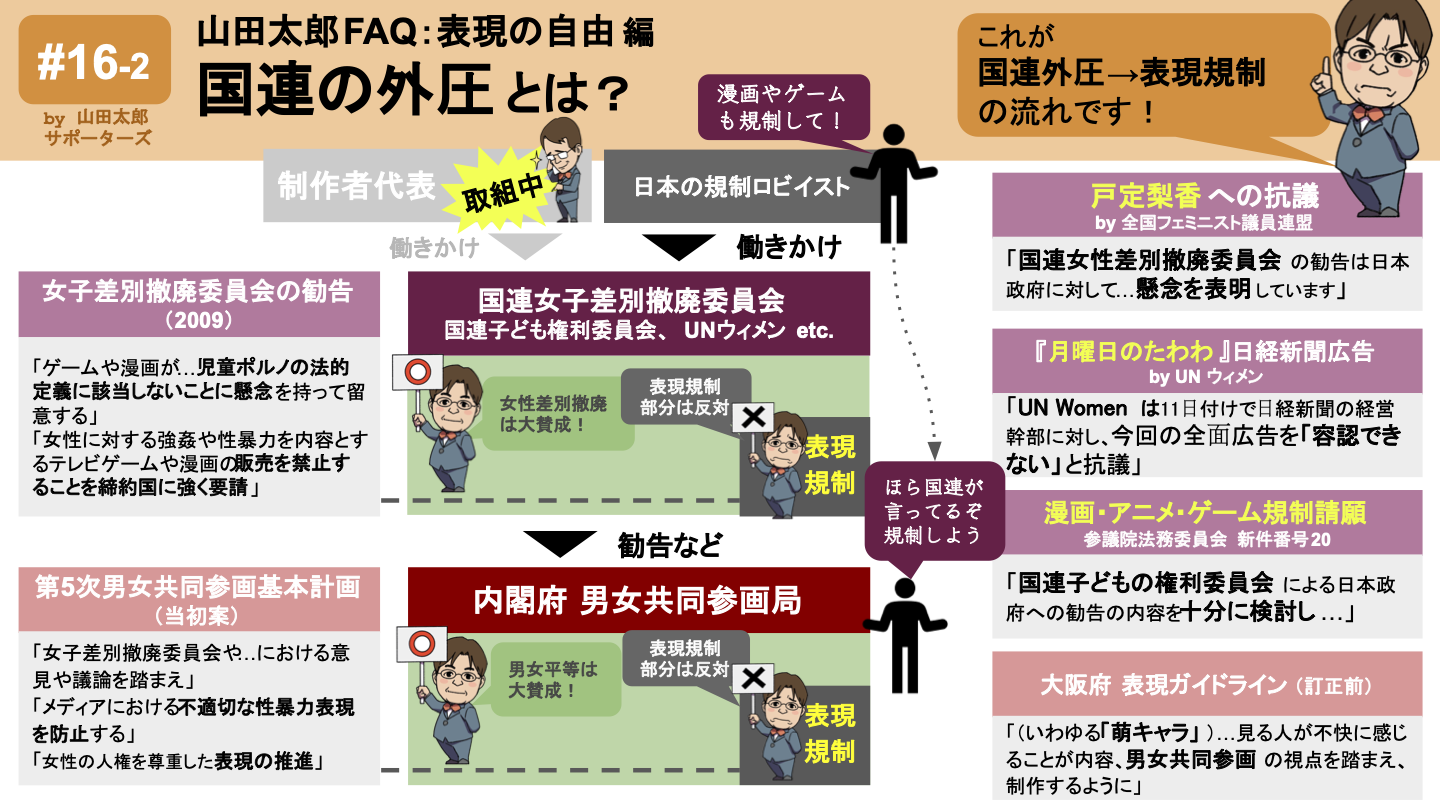 #16-2
by 山田太郎
サポーターズ
山田太郎FAQ：表現の自由 編
国連の外圧 とは？
漫画やゲーム
も規制して！
これが
国連外圧→表現規制
の流れです！
制作者代表
取組中
日本の規制ロビイスト
働きかけ
働きかけ
女子差別撤廃委員会の勧告
（2009）
「ゲームや漫画が…児童ポルノの法的
定義に該当しないことに懸念を持って留
意する」
「女性に対する強姦や性暴力を内容とす
るテレビゲームや漫画の販売を禁止す
ることを締約国に強く要請」
国連女子差別撤廃委員会
国連子ども権利委員会、 UNウィメン etc.
女性差別撤廃
は大賛成！
表現規制
部分は反対
表現
規制
勧告など
ほら国連が
言ってるぞ
規制しよう
第5次男女共同参画基本計画
（当初案）
「女子差別撤廃委員会や…における意
見や議論を踏まえ」
「メディアにおける不適切な性暴力表現
を防止する」
「女性の人権を尊重した表現の推進」
内閣府 男女共同参画局
男女平等は
大賛成！
表現規制
部分は反対
表現
規制
戸定梨香 への抗議
by 全国フェミニスト議員連盟
「国連女性差別撤廃委員会 の勧告は日本
政府に対して…懸念を表明しています」
『月曜日のたわわ』日経新聞広告
by UN ウィメン
「UN Women は11日付けで日経新聞の経営
幹部に対し、今回の全面広告を「容認でき
ない」と抗議」
漫画・アニメ・ゲーム規制請願
参議院法務委員会 新件番号20
「国連子どもの権利委員会 による日本政
府への勧告の内容を十分に検討し…」
大阪府 表現ガイドライン（訂正前）
「（いわゆる「萌キャラ」）…見る人が不快に感じ
ることが内容、男女共同参画 の視点を踏まえ、
制作するように」